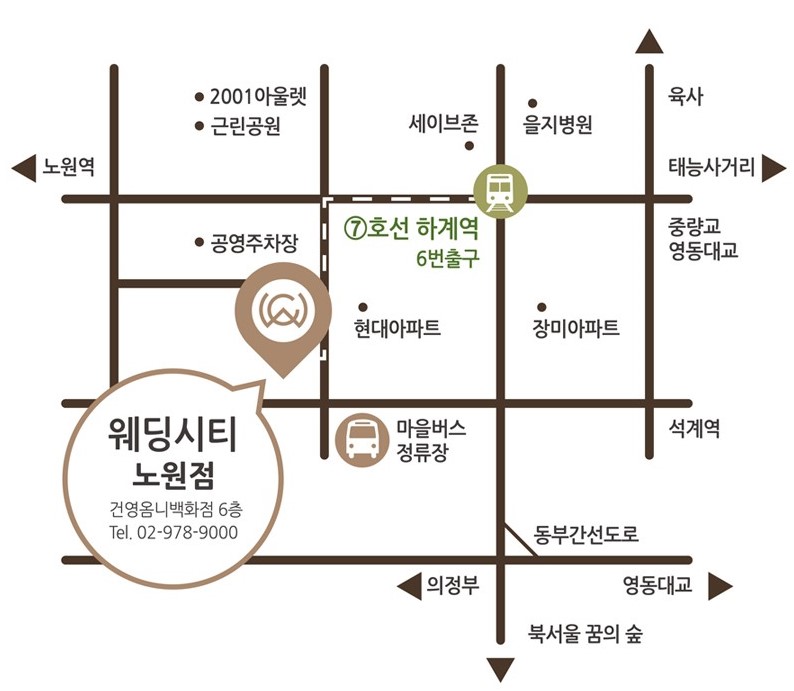 육사
2001아울렛
근린공원
세이브존
을지병원
노원역
태능사거리
⑦호선 하계역
6번출구
중량교
영동대교
공영주차장
현대아파트
장미아파트
웨딩시티
노원점
건영옴니백화점 6층
Tel. 02-978-9000
마을버스
정류장
석계역
동부간선도로
의정부
영동대교
북서울 꿈의 숲